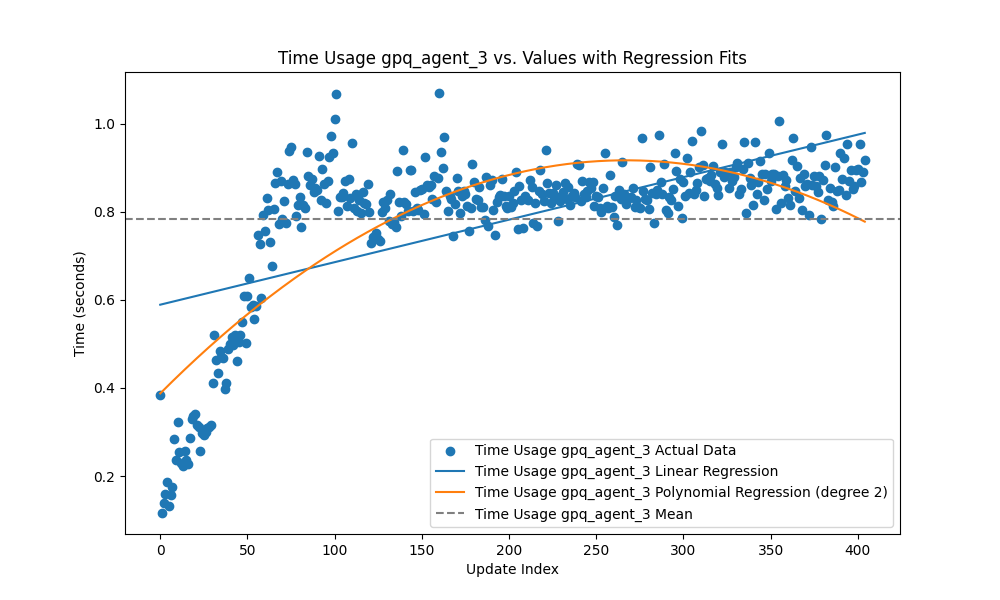 Time Usage gpq_agent_3 vs. Values with Regression Fits
Time (seconds)
1.0
0.8
0.6
0.4
0.2
Time Usage gpq_agent_3 Actual Data
Time Usage gpq_agent_3 Linear Regression
Time Usage gpq_agent_3 Polynomial Regression (degree 2)
Time Usage gpq_agent_3 Mean
0 50 100 150 200 250 300 350 400
Update Index